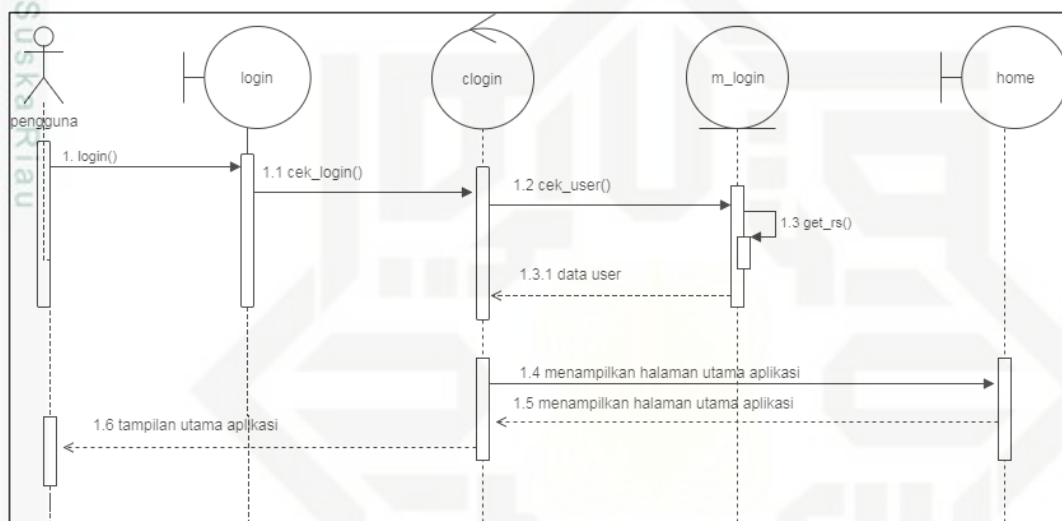 Suska Riau
pengguna
login
clogin
m_login
home
1. login()
1.1 cek_login()
1.2 cek_user()
1.3 get_rs()
1.3.1 data user
1.4 menampilkan halaman utama aplikasi
1.5 menampilkan halaman utama aplikasi
1.6 tampilan utama aplikasi